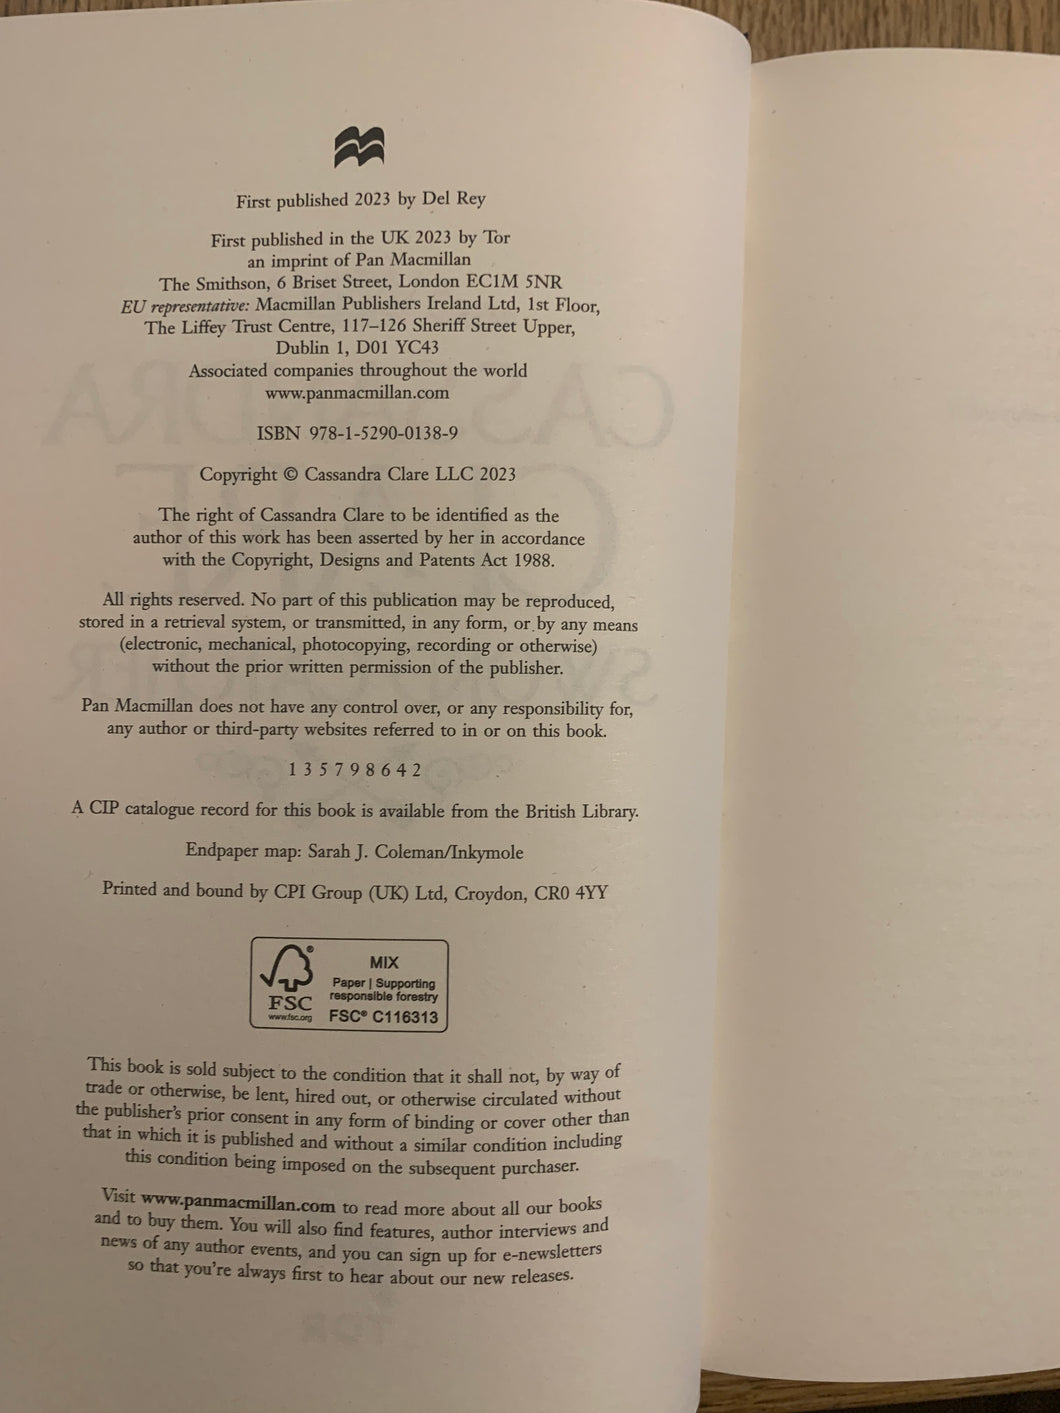 First published 2023 by Del Rey
First published in the UK 2023 by Tor
an imprint of Pan Macmillan
The Smithson, 6 Briset Street, London EC1M 5NR
EU representative: Macmillan Publishers Ireland Ltd, 1st Floor,
The Liffey Trust Centre, 117–126 Sheriff Street Upper,
Dublin 1, D01 YC43
Associated companies throughout the world
www.panmacmillan.com
ISBN 978-1-5290-0138-9
Copyright © Cassandra Clare LLC 2023
The right of Cassandra Clare to be identified as the
author of this work has been asserted by her in accordance
with the Copyright, Designs and Patents Act 1988.
All rights reserved. No part of this publication may be reproduced,
stored in a retrieval system, or transmitted, in any form, or by any means
(electronic, mechanical, photocopying, recording or otherwise)
without the prior written permission of the publisher.
Pan Macmillan does not have any control over, or any responsibility for,
any author or third-party websites referred to in or on this book.
1 3 5 7 9 8 6 4 2
A CIP catalogue record for this book is available from the British Library.
Endpaper map: Sarah J. Coleman/Inkymole
Printed and bound by CPI Group (UK) Ltd, Croydon, CR0 4YY
MIX
Paper | Supporting
responsible forestry
FSC® C116313
FSC
www.fsc.org
This book is sold subject to the condition that it shall not, by way of
trade or otherwise, be lent, hired out, or otherwise circulated without
the publisher's prior consent in any form of binding or cover other than
that in which it is published and without a similar condition including
this condition being imposed on the subsequent purchaser.
Visit www.panmacmillan.com to read more about all our books
and to buy them. You will also find features, author interviews and
news of any author events, and you can sign up for e-newsletters
so that you're always first to hear about our new releases.